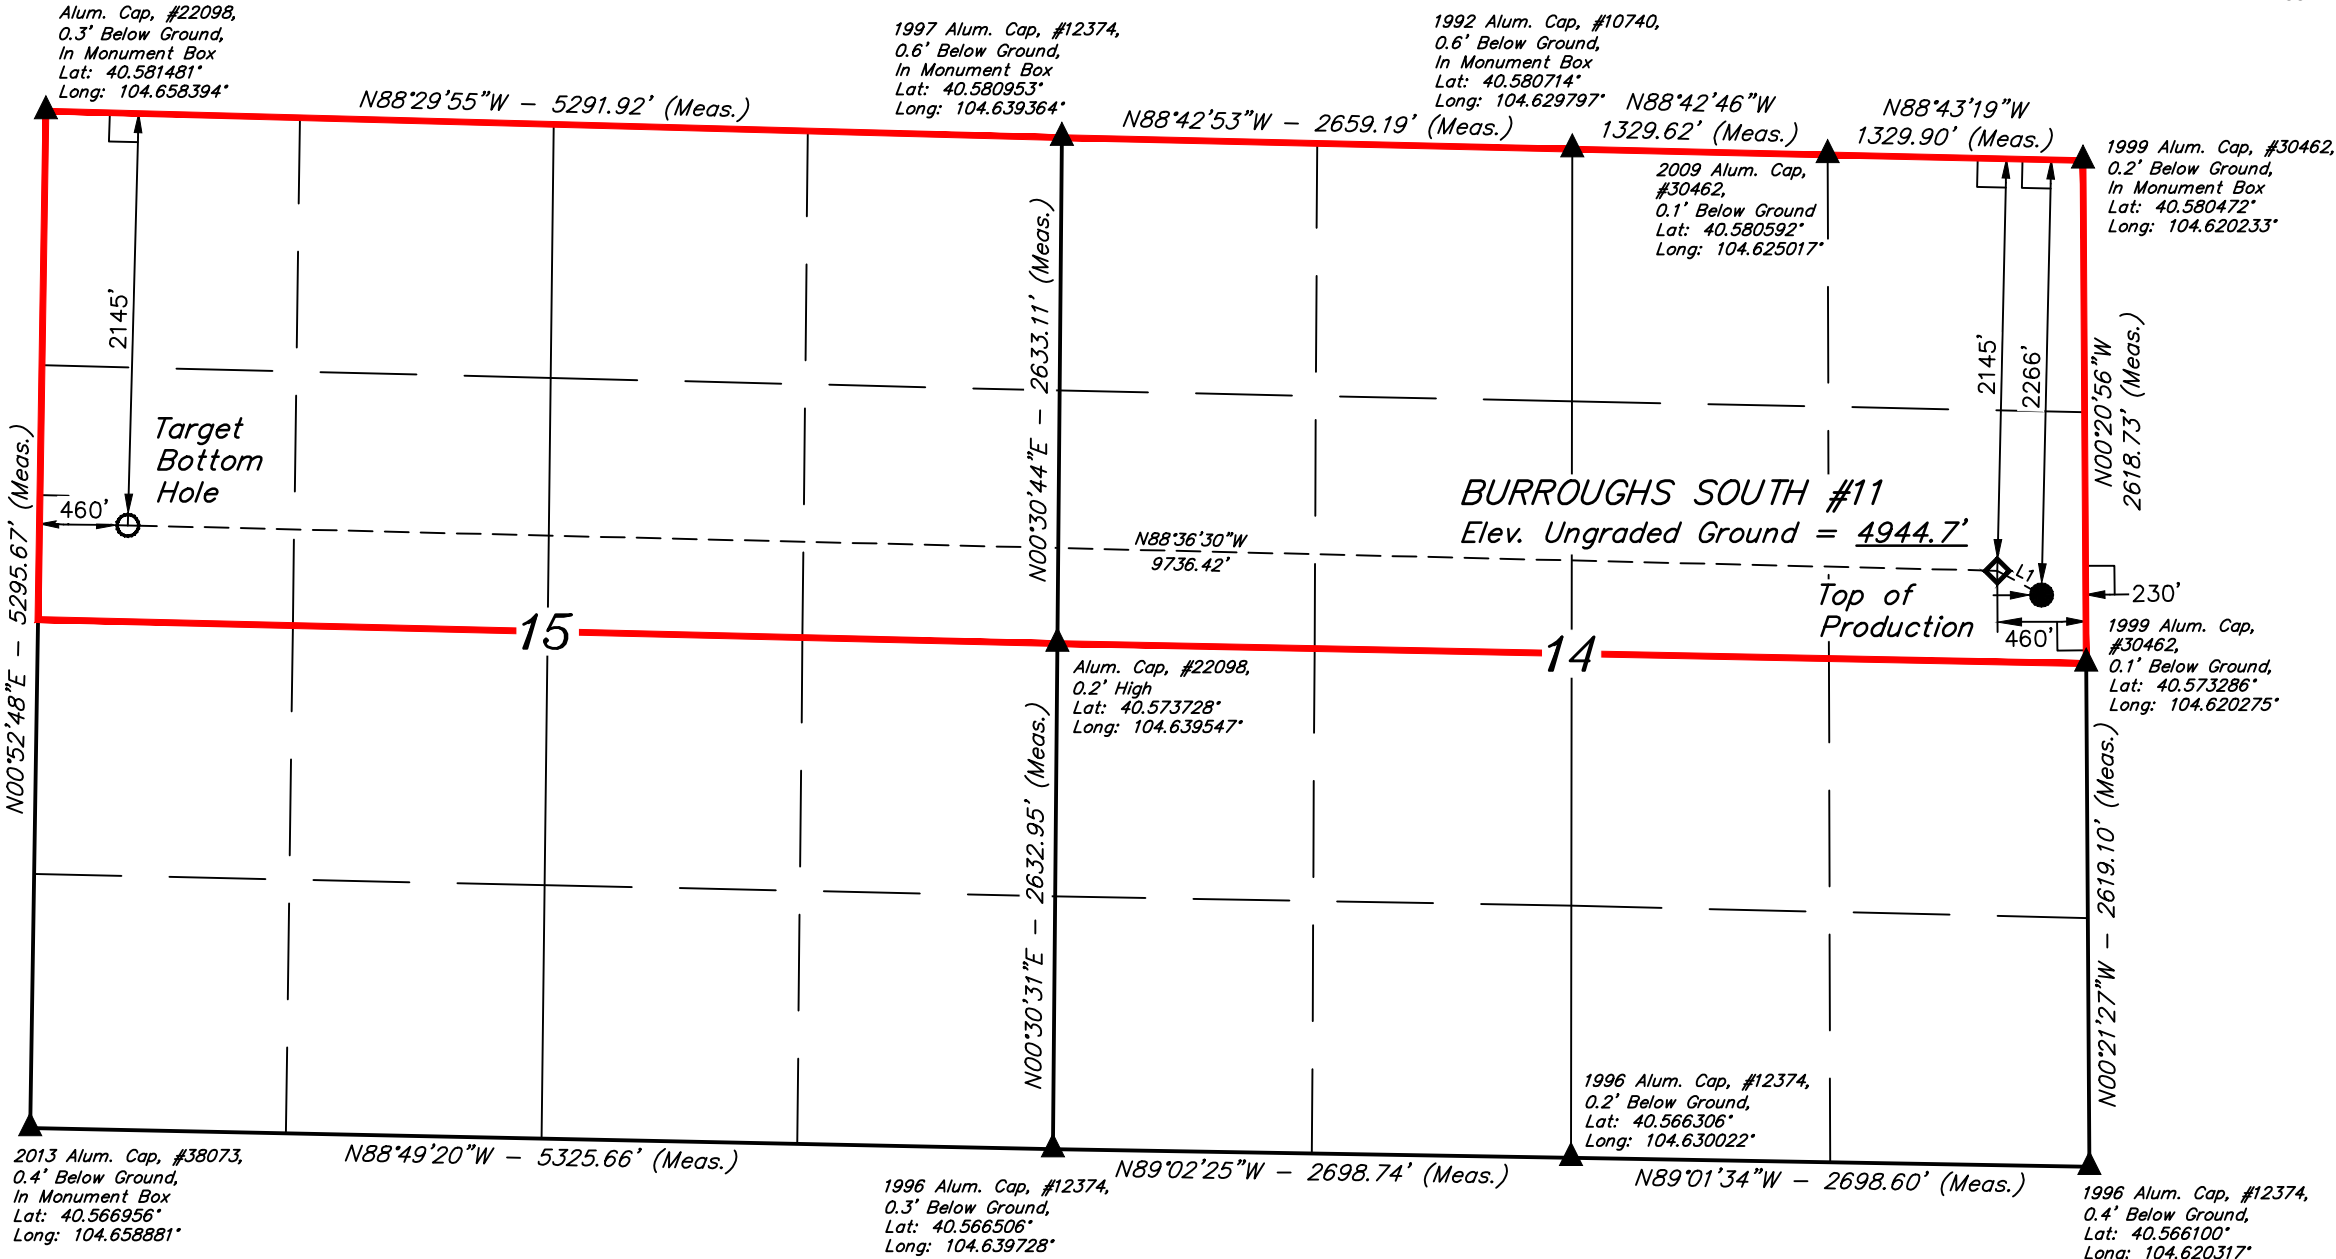 Alum. Cap, #22098,
0.3' Below Ground,
In Monument Box
Lat: 40.581481°
Long: 104.658394°
N88°29'55"W - 5291.92' (Meas.)
1997 Alum. Cap, #12374,
0.6' Below Ground,
In Monument Box
Lat: 40.580953°
Long: 104.639364°
N88°42'53"W - 2659.19' (Meas.)
1992 Alum. Cap, #10740,
0.6' Below Ground,
In Monument Box
Lat: 40.580714°
Long: 104.629797°
N88°42'46"W
1329.62' (Meas.)
N88°43'19"W
1329.90' (Meas.)
1999 Alum. Cap, #30462,
0.2' Below Ground,
In Monument Box
Lat: 40.580472°
Long: 104.620233°
2009 Alum. Cap,
#30462,
0.1' Below Ground
Lat: 40.580592°
Long: 104.625017°
2145'
N00°30'44"E - 2633.11' (Meas.)
2145'
2266'
N00°20'56"W
2618.73' (Meas.)
Target
Bottom
Hole
460'
N00°52'48"E - 5295.67' (Meas.)
BURROUGHS SOUTH #11
Elev. Ungraded Ground = 4944.7'
N88°36'30"W
9736.42'
L1
Top of
Production
230'
460'
15
14
1999 Alum. Cap,
#30462,
0.1' Below Ground,
Lat: 40.573286°
Long: 104.620275°
Alum. Cap, #22098,
0.2' High
Lat: 40.573728°
Long: 104.639547°
N00°30'31"E - 2632.95' (Meas.)
N00°21'27"W - 2619.10' (Meas.)
1996 Alum. Cap, #12374,
0.2' Below Ground,
Lat: 40.566306°
Long: 104.630022°
2013 Alum. Cap, #38073,
0.4' Below Ground,
In Monument Box
Lat: 40.566956°
Long: 104.658881°
N88°49'20"W - 5325.66' (Meas.)
1996 Alum. Cap, #12374,
0.3' Below Ground,
Lat: 40.566506°
Long: 104.639728°
N89°02'25"W - 2698.74' (Meas.)
N89°01'34"W - 2698.60' (Meas.)
1996 Alum. Cap, #12374,
0.4' Below Ground,
Lat: 40.566100°
Long: 104.620317°